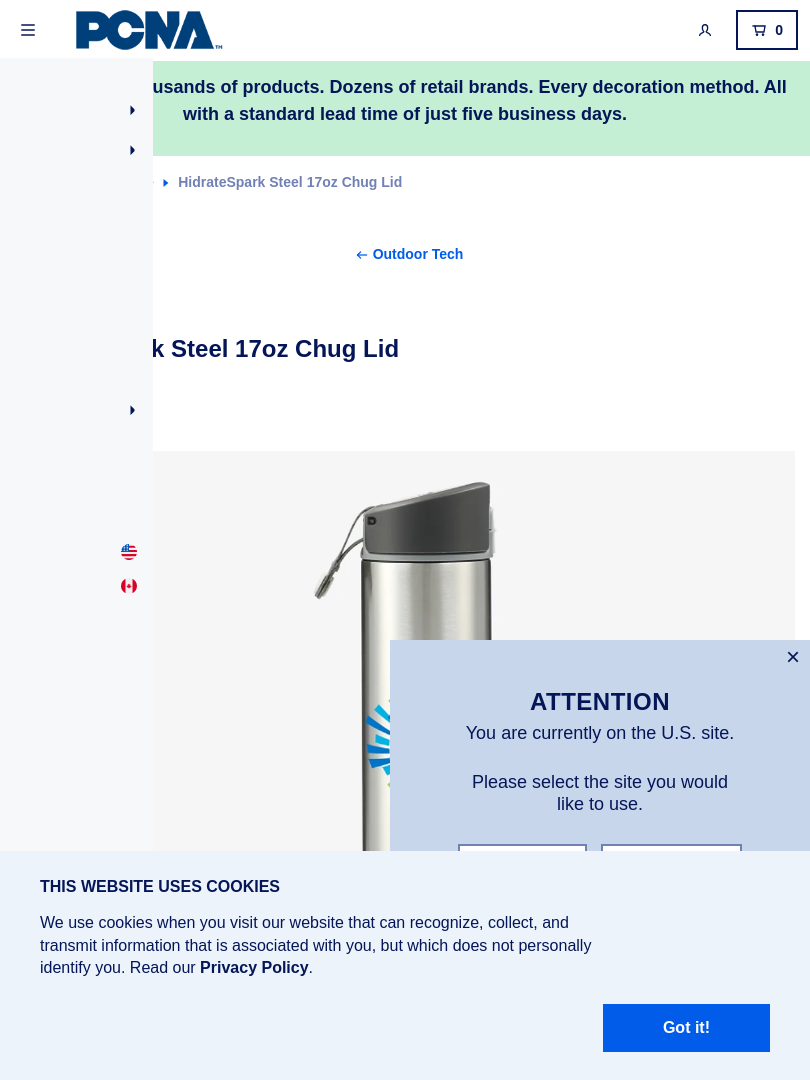 PCNA™
0
usands of products. Dozens of retail brands. Every decoration method. All
with a standard lead time of just five business days.
HidrateSpark Steel 17oz Chug Lid
Outdoor Tech
k Steel 17oz Chug Lid
ATTENTION
You are currently on the U.S. site.
Please select the site you would
like to use.
THIS WEBSITE USES COOKIES
We use cookies when you visit our website that can recognize, collect, and
transmit information that is associated with you, but which does not personally
identify you. Read our Privacy Policy.
Got it!